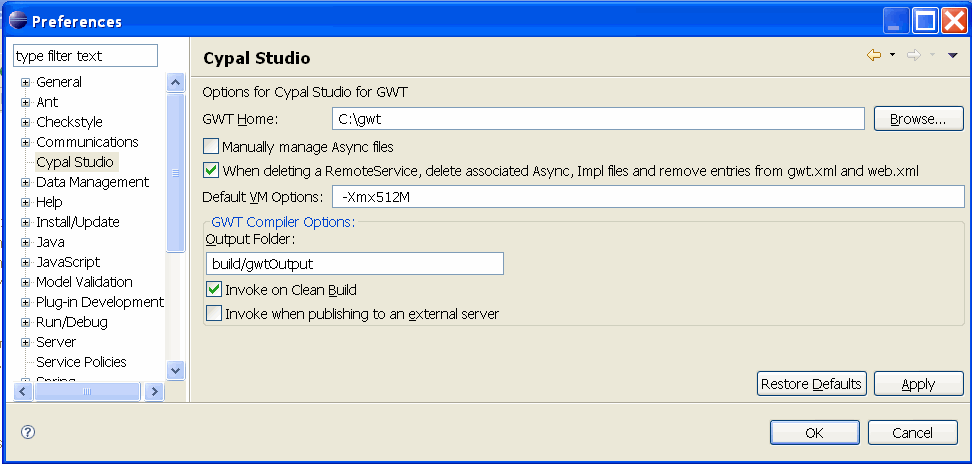 Preferences
type filter text
General
Ant
Checkstyle
Communications
Cypal Studio
Data Management
Help
Install/Update
Java
JavaScript
Model Validation
Plug-in Development
Run/Debug
Server
Service Policies
Spring
Cypal Studio
Options for Cypal Studio for GWT
GWT Home: C:\gwt Browse...
Manually manage Async files
When deleting a RemoteService, delete associated Async, Impl files and remove entries from gwt.xml and web.xml
Default VM Options: -Xmx512M
GWT Compiler Options:
Output Folder:
build/gwtOutput
Invoke on Clean Build
Invoke when publishing to an external server
Restore Defaults Apply
? OK Cancel